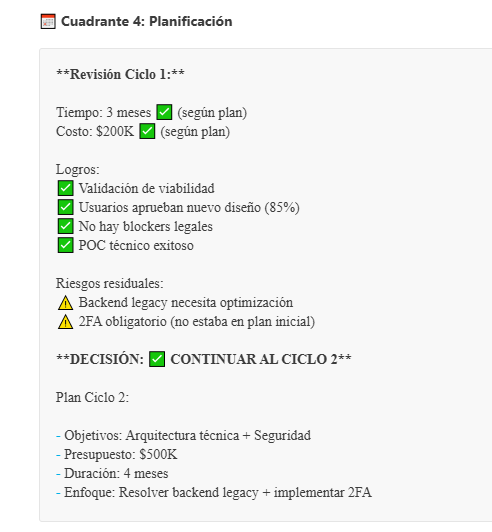 📅 Cuadrante 4: Planificación
**Revisión Ciclo 1:**
Tiempo: 3 meses ✅ (según plan)
Costo: $200K ✅ (según plan)
Logros:
✅ Validación de viabilidad
✅ Usuarios aprueban nuevo diseño (85%)
✅ No hay blockers legales
✅ POC técnico exitoso
Riesgos residuales:
⚠️ Backend legacy necesita optimización
⚠️ 2FA obligatorio (no estaba en plan inicial)
**DECISIÓN: ✅ CONTINUAR AL CICLO 2**
Plan Ciclo 2:
- Objetivos: Arquitectura técnica + Seguridad
- Presupuesto: $500K
- Duración: 4 meses
- Enfoque: Resolver backend legacy + implementar 2FA